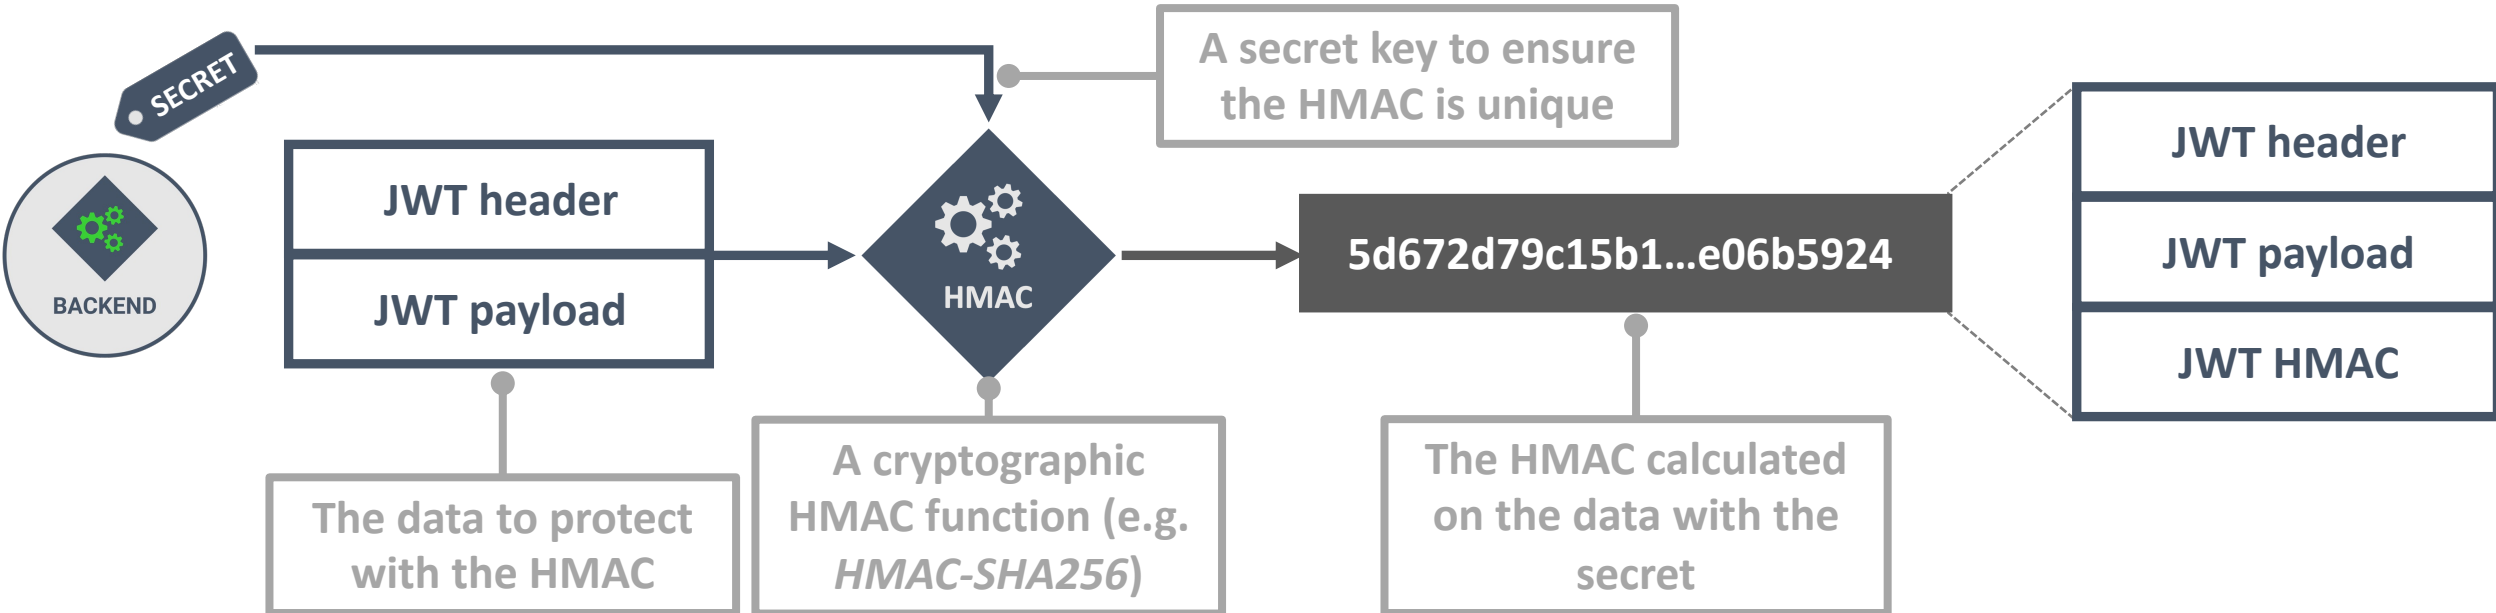 SECRET
A secret key to ensure
the HMAC is unique
BACKEND
JWT header
JWT payload
HMAC
5d672d79c15b1...e06b5924
JWT header
JWT payload
JWT HMAC
The data to protect
with the HMAC
A cryptographic
HMAC function (e.g.
HMAC-SHA256)
The HMAC calculated
on the data with the
secret